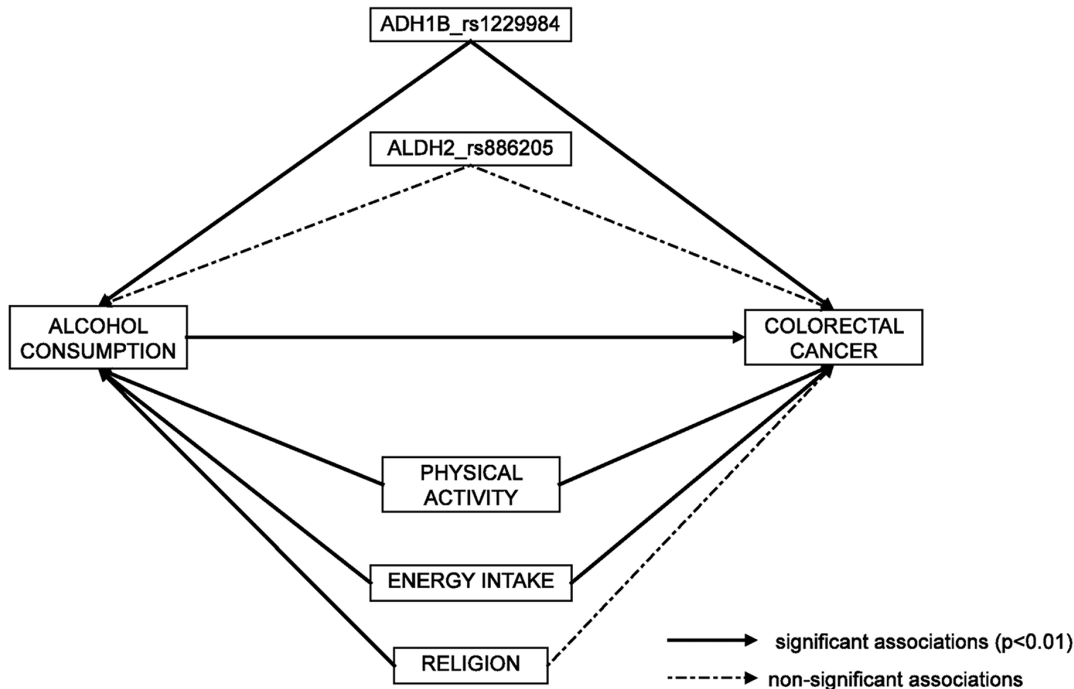 ADH1B_rs1229984
ALDH2_rs886205
ALCOHOL
CONSUMPTION
COLORECTAL
CANCER
PHYSICAL
ACTIVITY
ENERGY INTAKE
RELIGION
significant associations (p<0.01)
non-significant associations